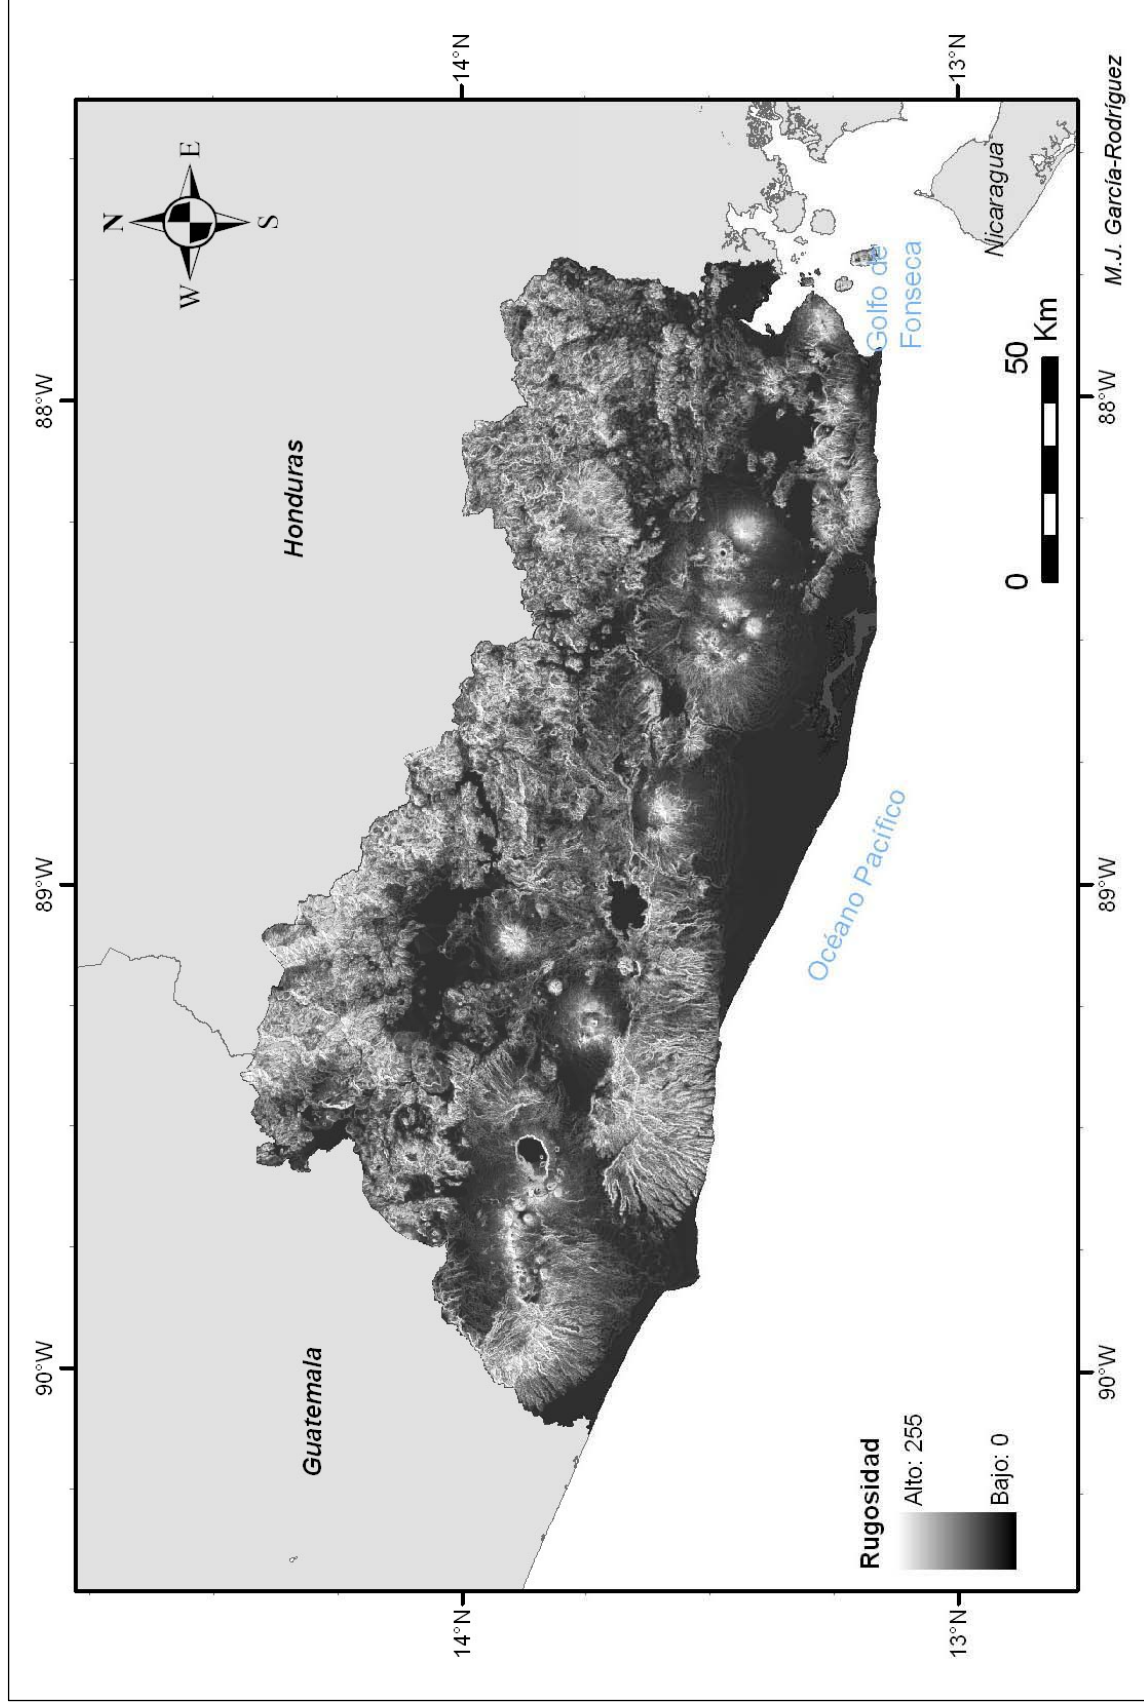 90°W
89°W
88°W
14°N
14°N
13°N
13°N
N
W
E
S
Guatemala
Honduras
Nicaragua
Golfo de
Fonseca
Océano Pacífico
Rugosidad
Alto: 255
Bajo: 0
0
50
Km
90°W
89°W
88°W
M.J. García-Rodríguez